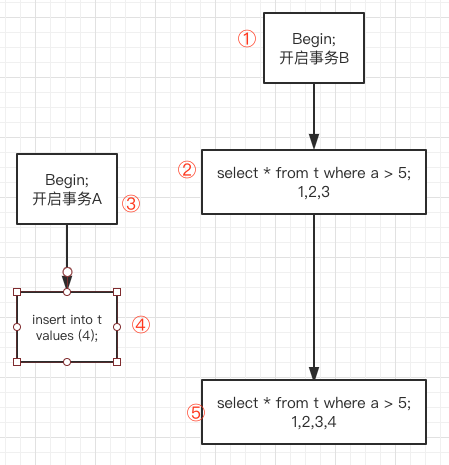 ①
Begin;
开启事务B
②
select * from t where a > 5;
1,2,3
Begin;
开启事务A
③
insert into t
values (4);
④
⑤
select * from t where a > 5;
1,2,3,4